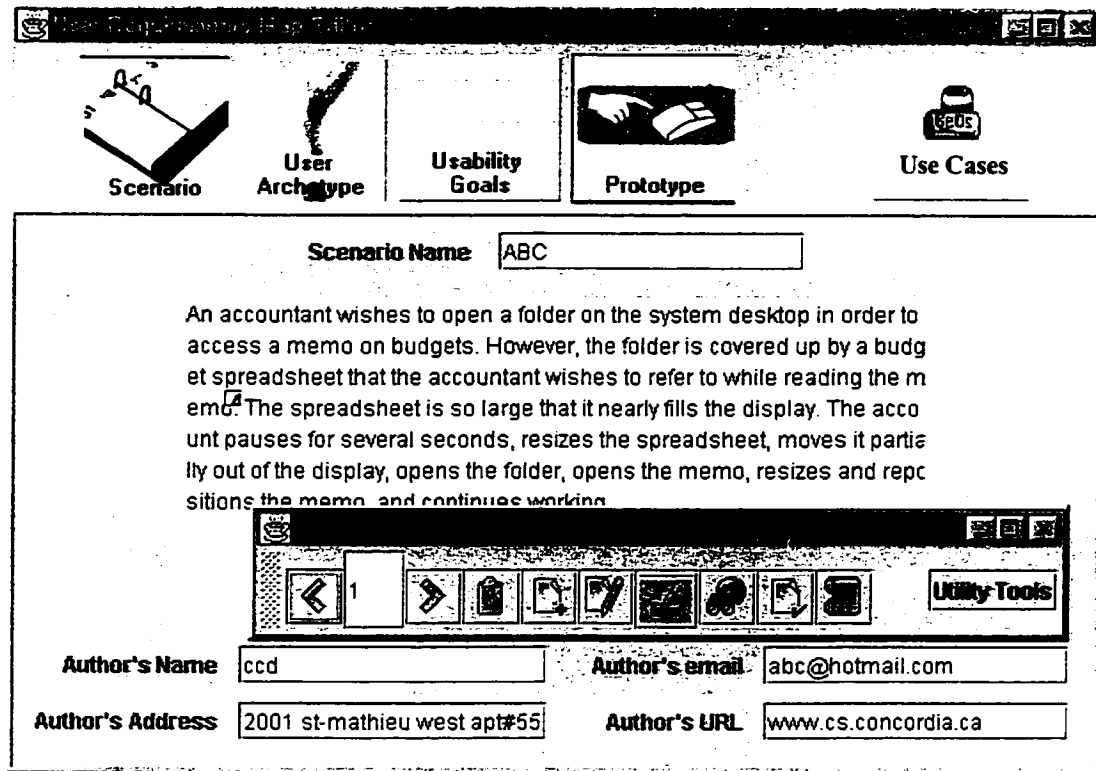 User Requirements Map Editor
Scenario
User
Archetype
Usability
Goals
Prototype
Use Cases
Scenario Name ABC
An accountant wishes to open a folder on the system desktop in order to
access a memo on budgets. However, the folder is covered up by a budg
et spreadsheet that the accountant wishes to refer to while reading the m
emo. The spreadsheet is so large that it nearly fills the display. The acco
unt pauses for several seconds, resizes the spreadsheet, moves it partia
lly out of the display, opens the folder, opens the memo, resizes and repo
sitions the memo, and continues working
1
Utility Tools
Author's Name ccd Author's email abc@hotmail.com
Author's Address 2001 st-mathieu west apt#55 Author's URL www.cs.concordia.ca